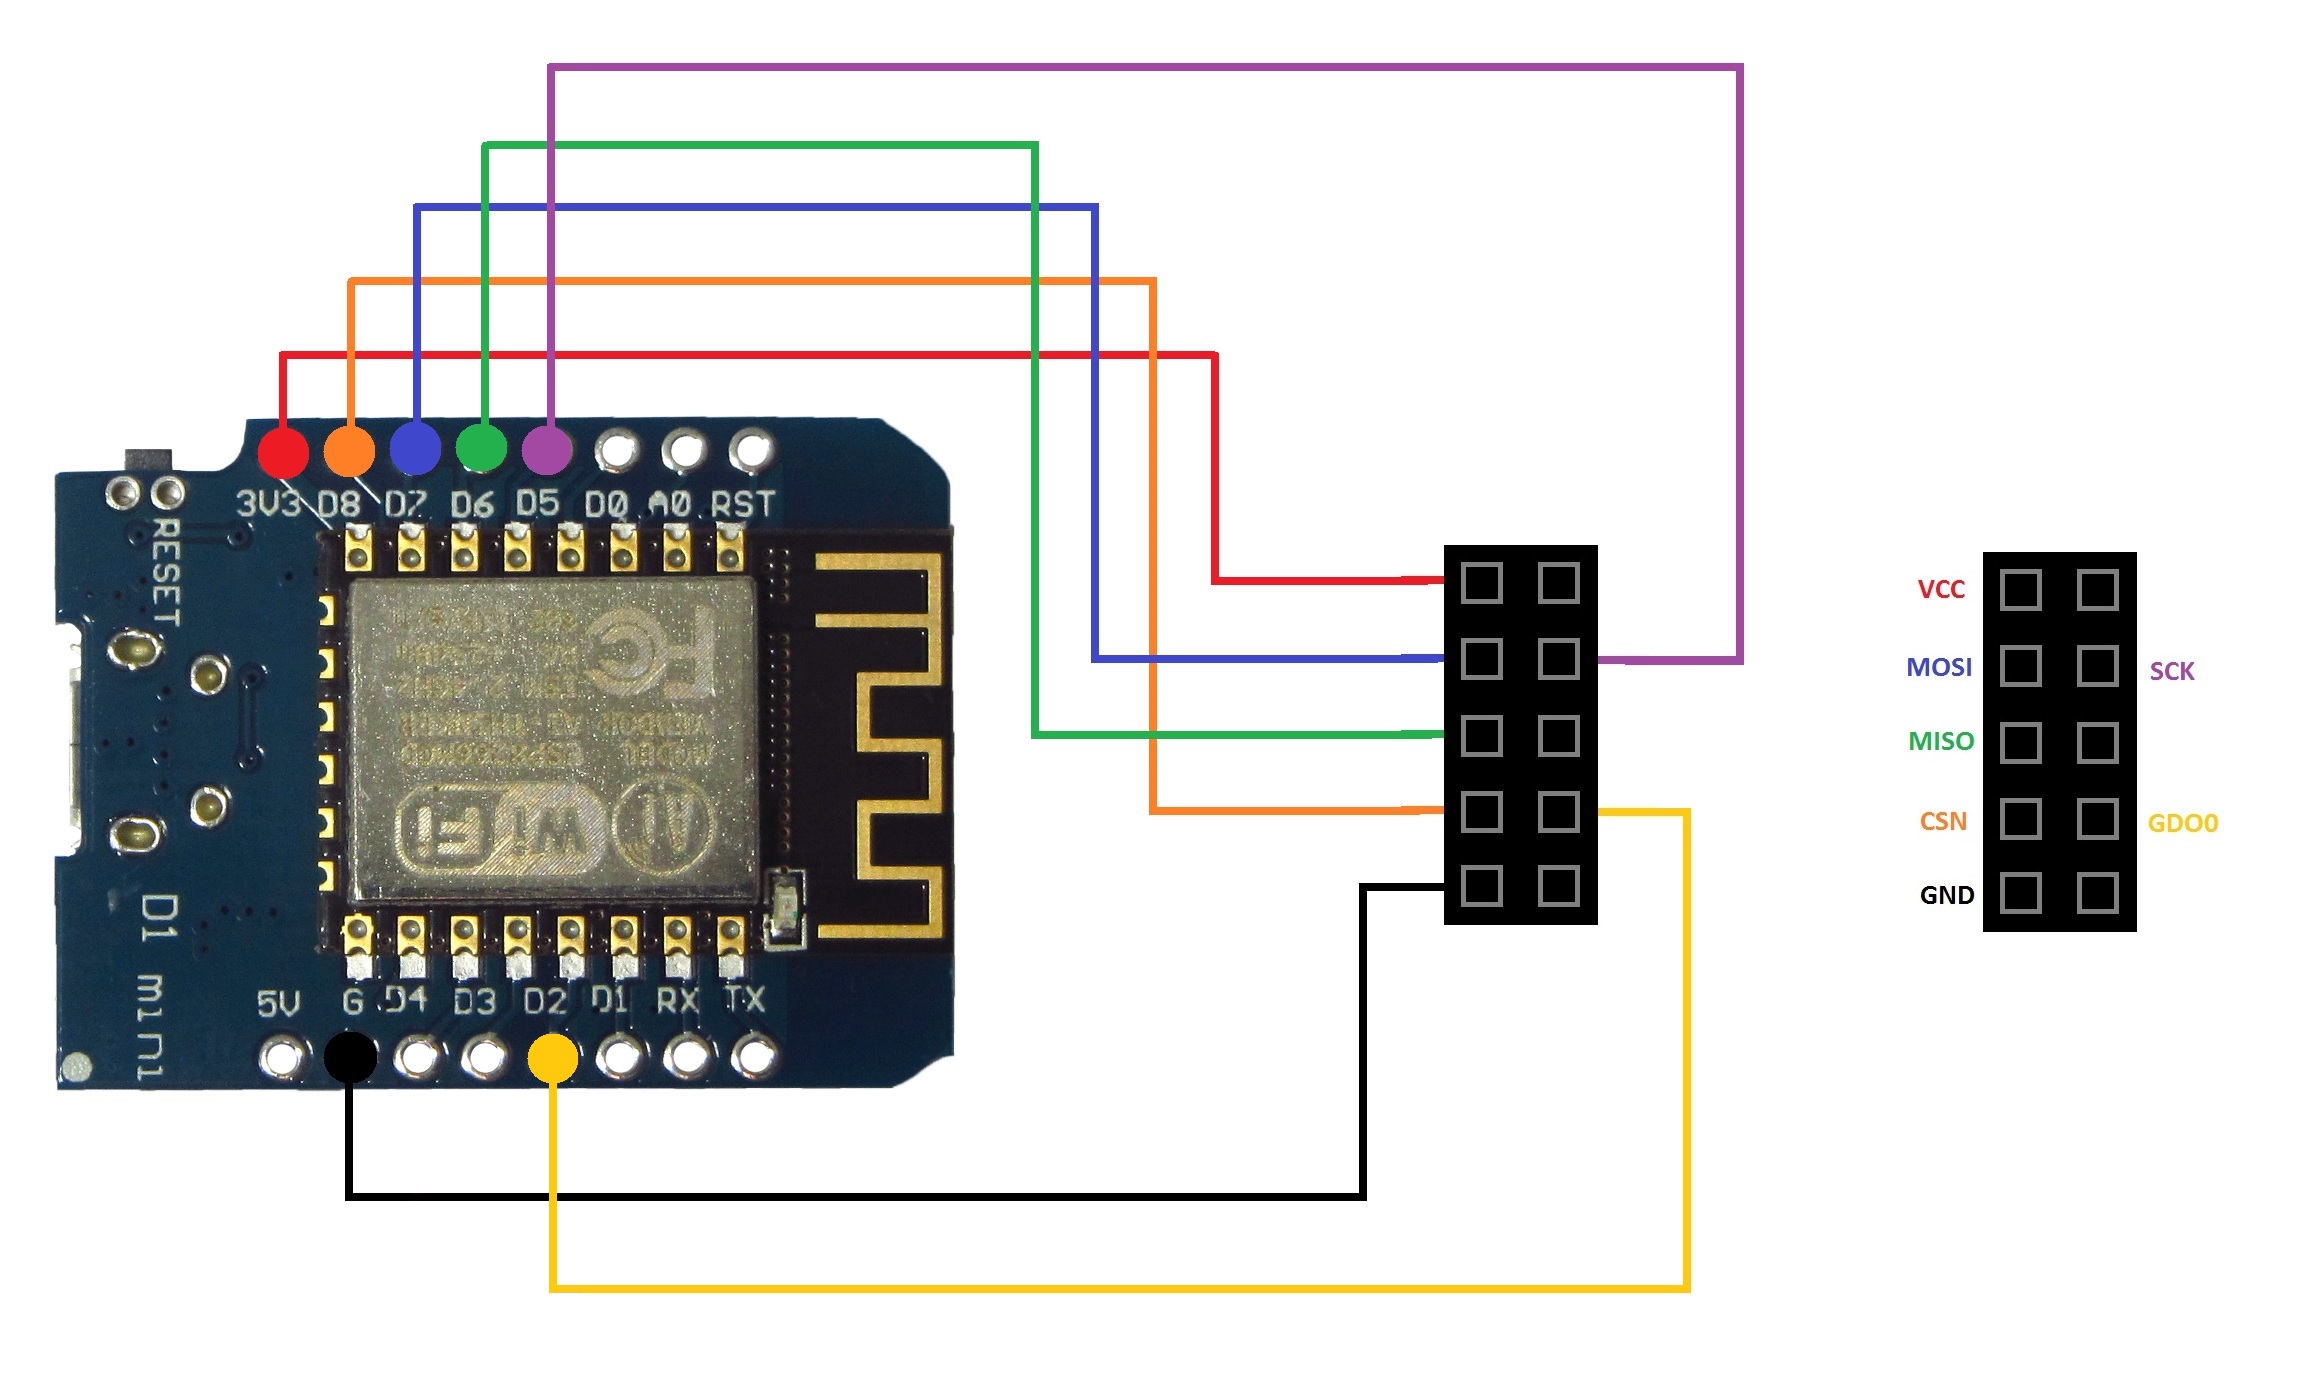 3V3 D8 D7 D6 D5 D0 A0 RST
RESET
VCC
MOSI
SCK
MISO
CSN
GDO0
GND
WiFi
D1 mini
5V G D4 D3 D2 D1 RX TX